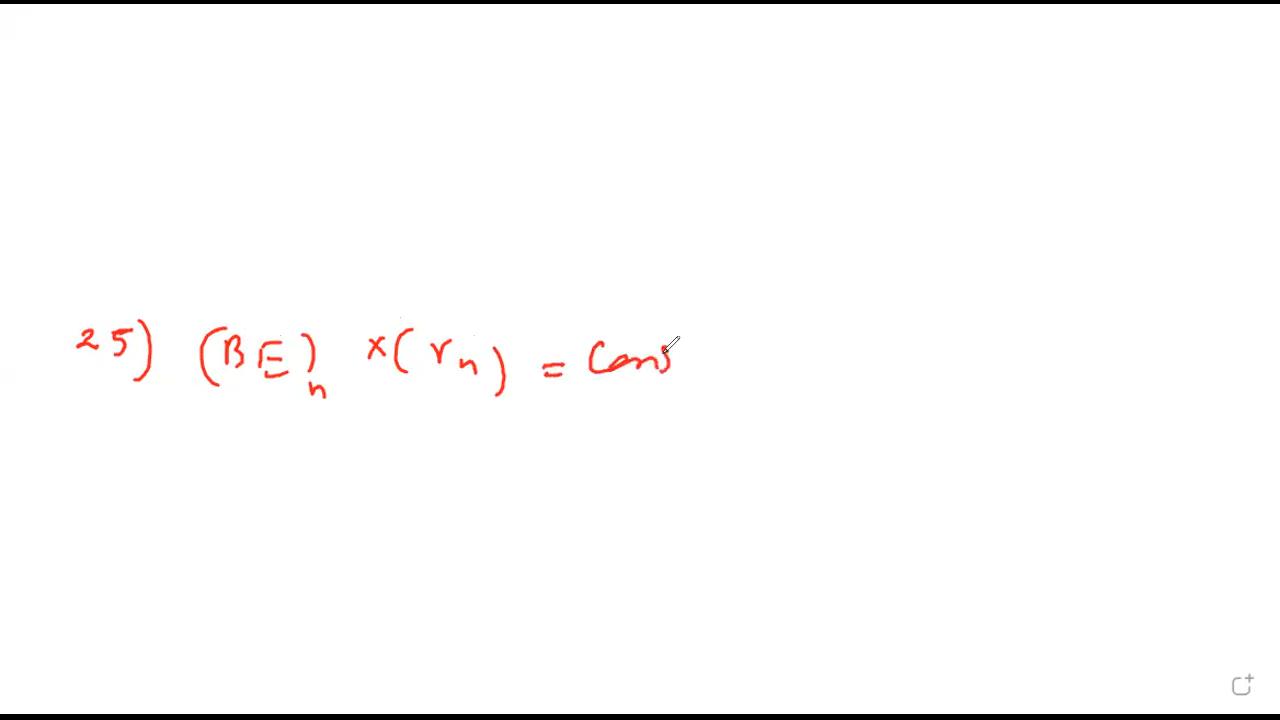 25) (BE)n ×(rn) = Cons